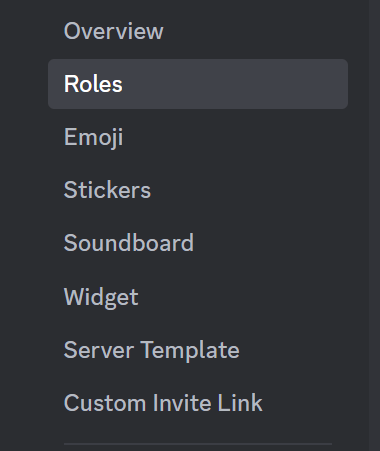 Overview
Roles
Emoji
Stickers
Soundboard
Widget
Server Template
Custom Invite Link